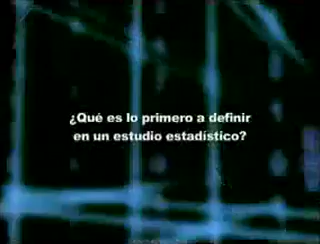 ¿Qué es lo primero a definir
en un estudio estadístico?